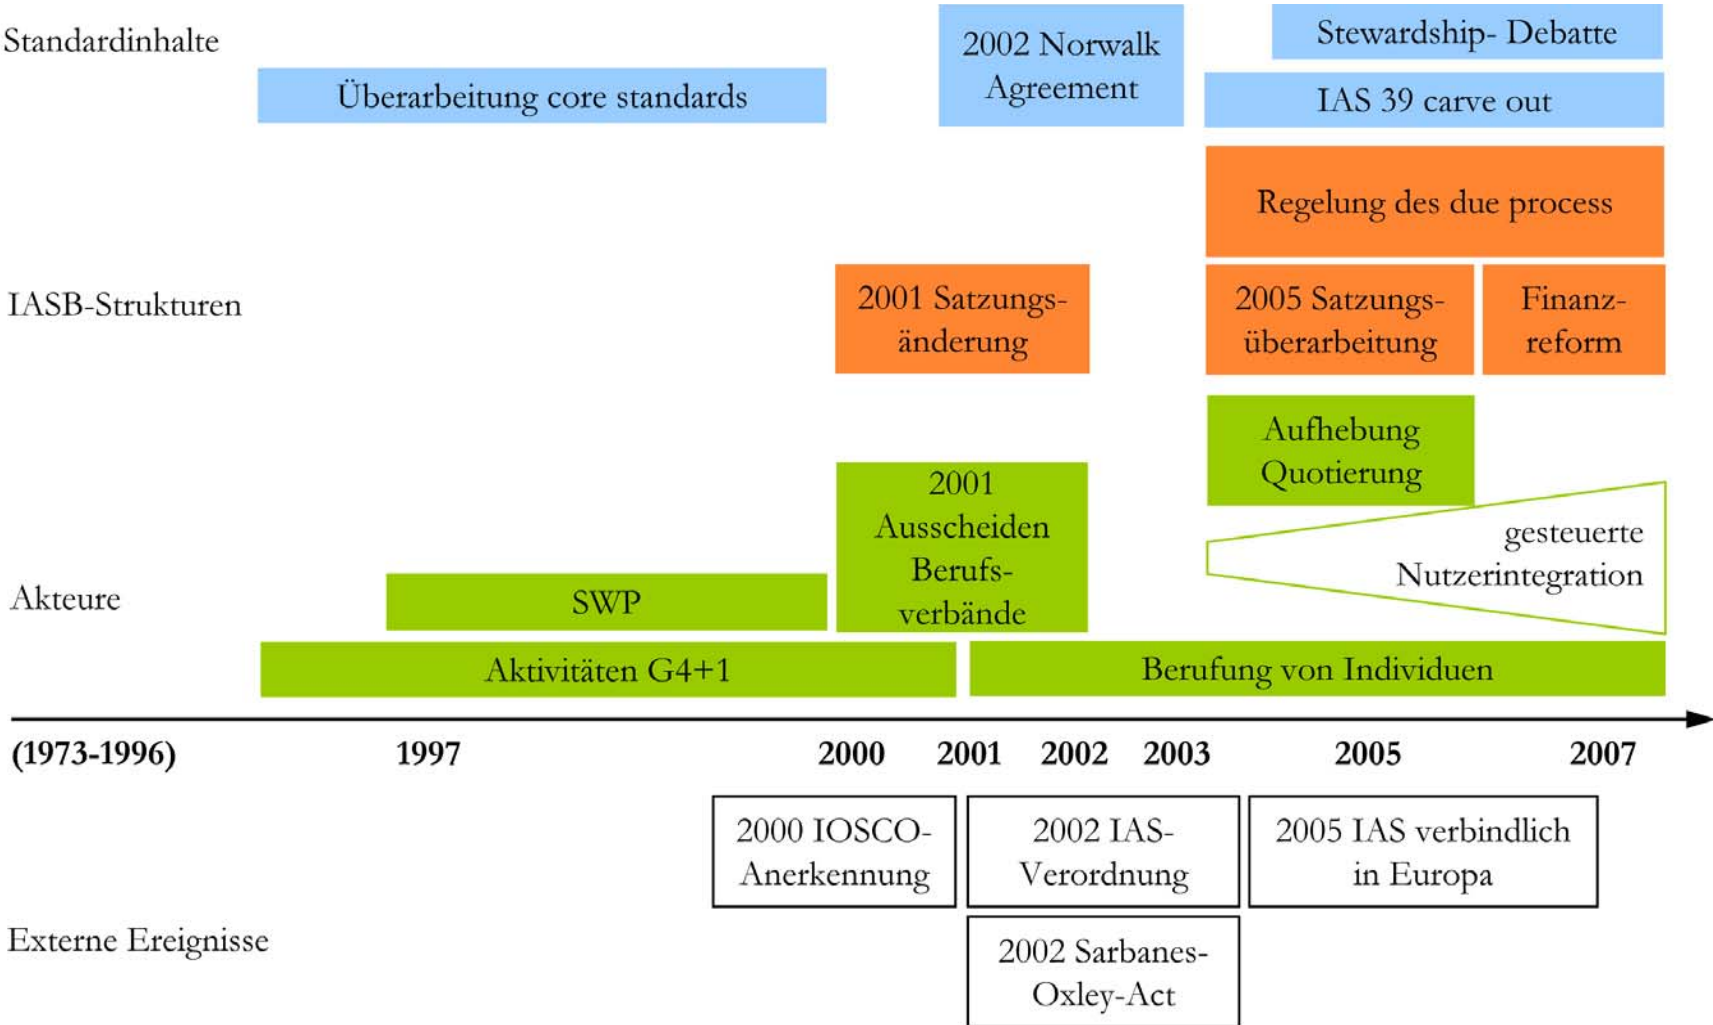 Standardinhalte
2002 Norwalk
Agreement
Stewardship- Debatte
Überarbeitung core standards
IAS 39 carve out
Regelung des due process
IASB-Strukturen
2001 Satzungs-
änderung
2005 Satzungs-
überarbeitung
Finanz-
reform
Aufhebung
Quotierung
2001
Ausscheiden
Berufs-
verbände
gesteuerte
Nutzerintegration
Akteure
SWP
Aktivitäten G4+1
Berufung von Individuen
(1973-1996) 1997 2000 2001 2002 2003 2005 2007
2000 IOSCO-
Anerkennung
2002 IAS-
Verordnung
2005 IAS verbindlich
in Europa
Externe Ereignisse
2002 Sarbanes-
Oxley-Act